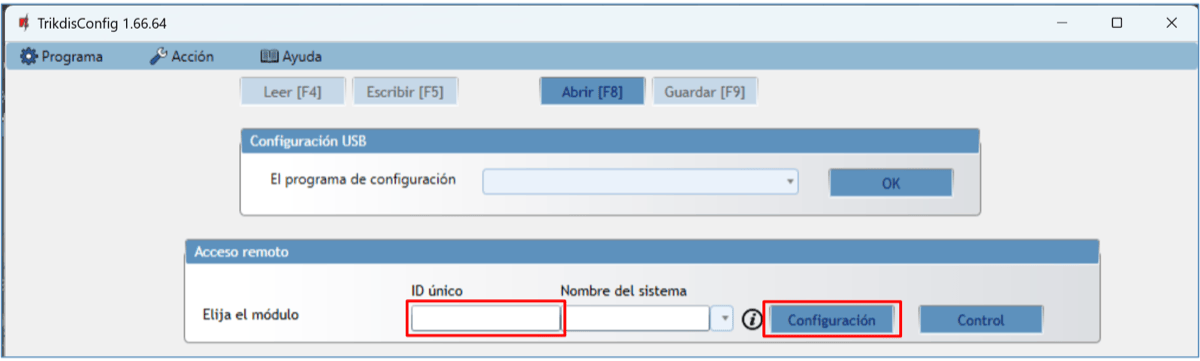 TrikdisConfig 1.66.64
Programa Acción Ayuda
Leer [F4] Escribir [F5] Abrir [F8] Guardar [F9]
Configuración USB
El programa de configuración OK
Acceso remoto
ID único Nombre del sistema
Elija el módulo i Configuración Control